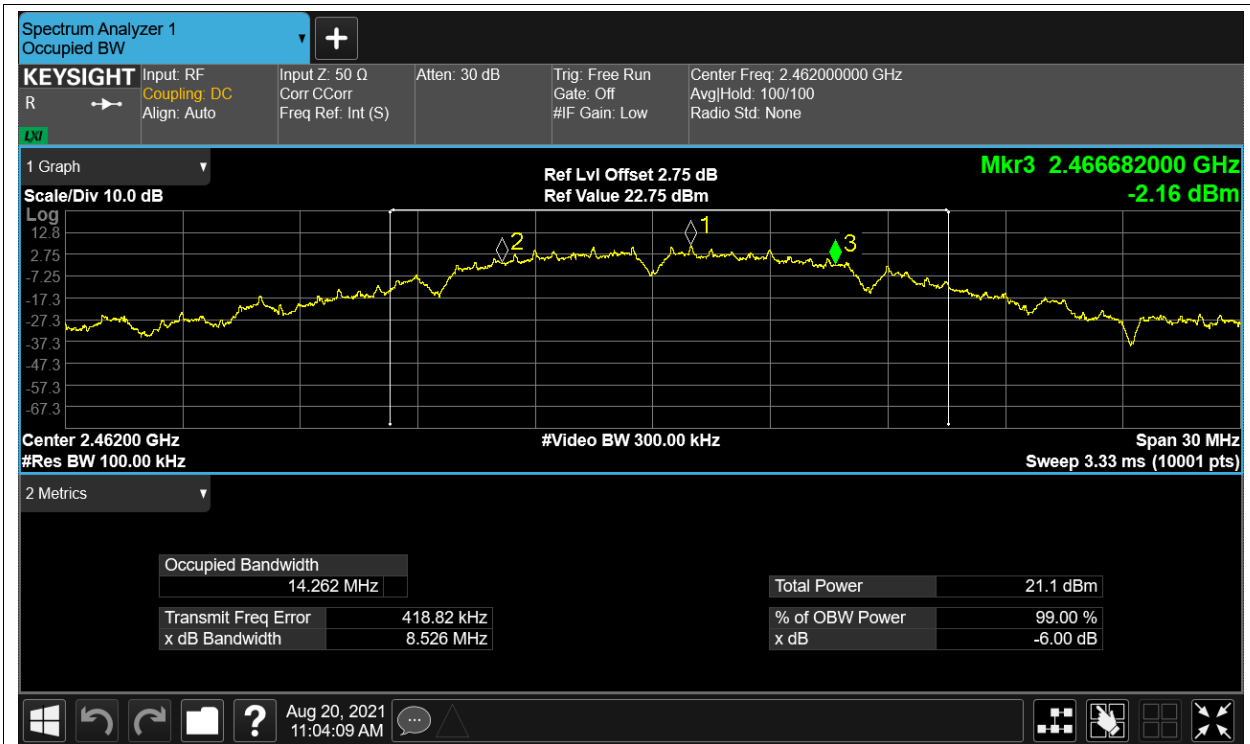 Spectrum Analyzer 1
Occupied BW
KEYSIGHT
R
LXI
Input: RF
Coupling: DC
Align: Auto
Input Z: 50 Ω
Corr CCorr
Freq Ref: Int (S)
Atten: 30 dB
Trig: Free Run
Gate: Off
#IF Gain: Low
Center Freq: 2.462000000 GHz
Avg|Hold: 100/100
Radio Std: None
1 Graph
Scale/Div 10.0 dB
Ref Lvl Offset 2.75 dB
Ref Value 22.75 dBm
Mkr3 2.466682000 GHz
-2.16 dBm
Log
12.8
2.75
-7.25
-17.3
-27.3
-37.3
-47.3
-57.3
-67.3
2
1
3
Center 2.46200 GHz
#Video BW 300.00 kHz
Span 30 MHz
#Res BW 100.00 kHz
Sweep 3.33 ms (10001 pts)
2 Metrics
Occupied Bandwidth
14.262 MHz
Transmit Freq Error 418.82 kHz
x dB Bandwidth 8.526 MHz
Total Power 21.1 dBm
% of OBW Power 99.00 %
x dB -6.00 dB
?
Aug 20, 2021
11:04:09 AM